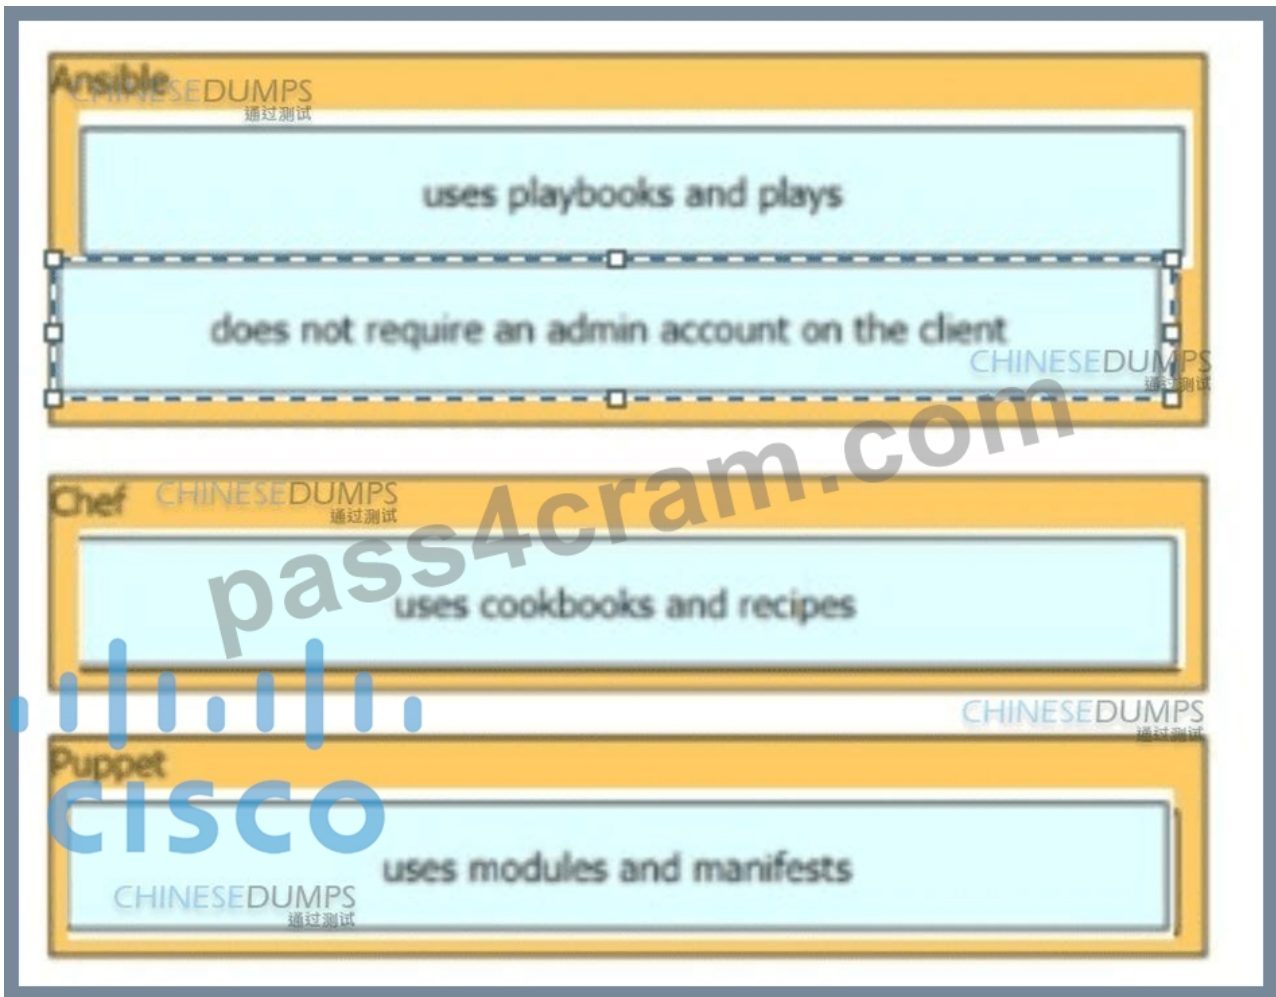 Ansible
CHINESEDUMPS
通过测试
uses playbooks and plays
does not require an admin account on the client
CHINESEDUMPS
通过测试
pass4cram.com
Chef
CHINESEDUMPS
通过测试
uses cookbooks and recipes
CHINESEDUMPS
通过测试
Puppet
CISCO
uses modules and manifests
CHINESEDUMPS
通过测试